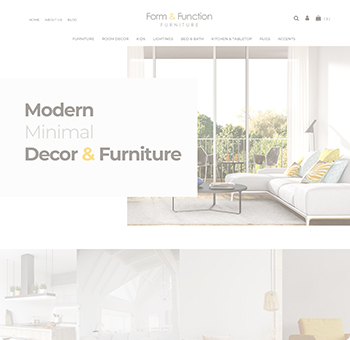 HOME ABOUT US BLOG
Form & Function
FURNITURE
( 0 )
FURNITURE ROOM DECOR KIDS LIGHTINGS BED & BATH KITCHEN & TABLETOP RUGS ACCENTS
Modern
Minimal
Decor & Furniture